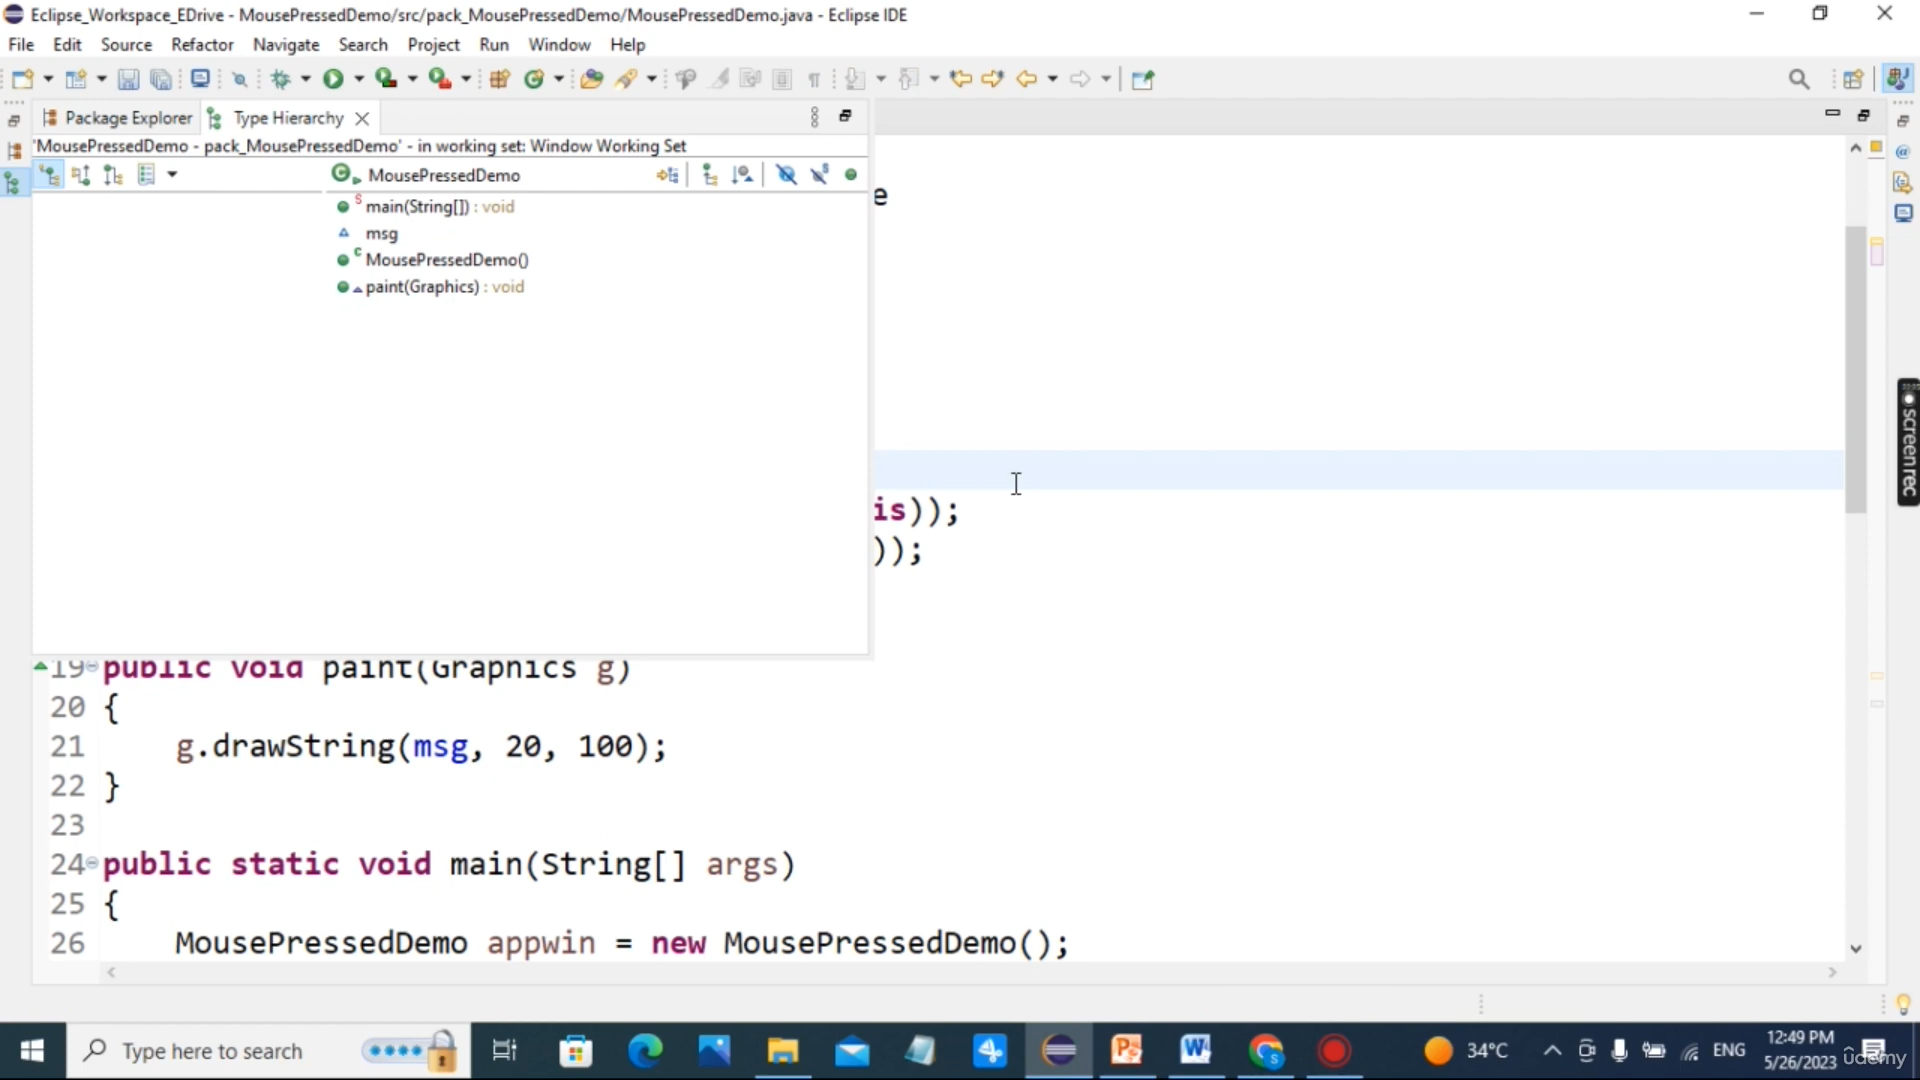 Eclipse_Workspace_EDrive - MousePressedDemo/src/pack_MousePressedDemo/MousePressedDemo.java - Eclipse IDE
File Edit Source Refactor Navigate Search Project Run Window Help
Package Explorer Type Hierarchy
'MousePressedDemo - pack_MousePressedDemo' - in working set: Window Working Set
MousePressedDemo
main(String[]) : void
msg
MousePressedDemo()
paint(Graphics) : void
e
is));
));
19 public void paint(Graphics g)
20 {
21 g.drawString(msg, 20, 100);
22 }
23
24 public static void main(String[] args)
25 {
26 MousePressedDemo appwin = new MousePressedDemo();
screenrec
Type here to search
34°C
ENG
12:49 PM
5/26/2023
udemy